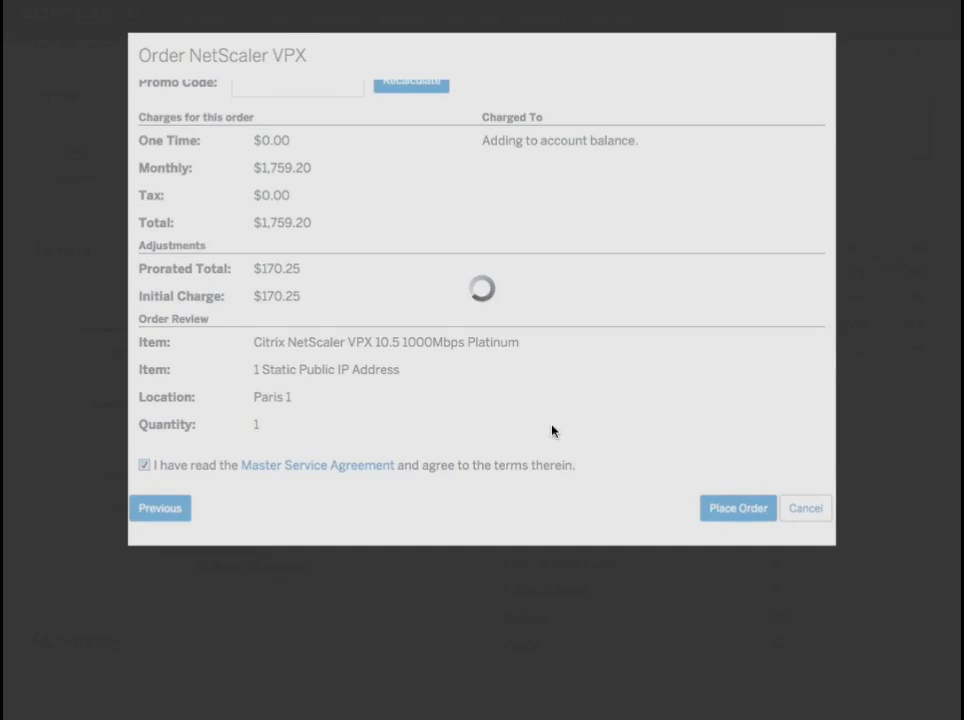 Order NetScaler VPX
Promo Code: Recalculate
Charges for this order Charged To
One Time: $0.00 Adding to account balance.
Monthly: $1,759.20
Tax: $0.00
Total: $1,759.20
Adjustments
Prorated Total: $170.25
Initial Charge: $170.25
Order Review
Item: Citrix NetScaler VPX 10.5 1000Mbps Platinum
Item: 1 Static Public IP Address
Location: Paris 1
Quantity: 1
I have read the Master Service Agreement and agree to the terms therein.
Previous Place Order Cancel